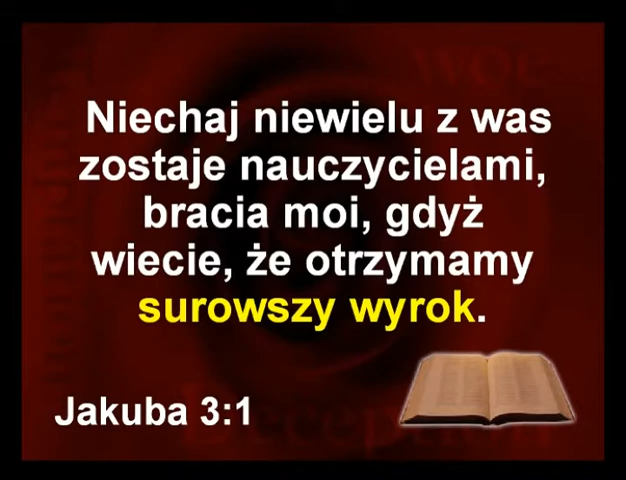 Niechaj niewielu z was
zostaje nauczycielami,
bracia moi, gdyż
wiecie, że otrzymamy
surowszy wyrok.
Jakuba 3:1